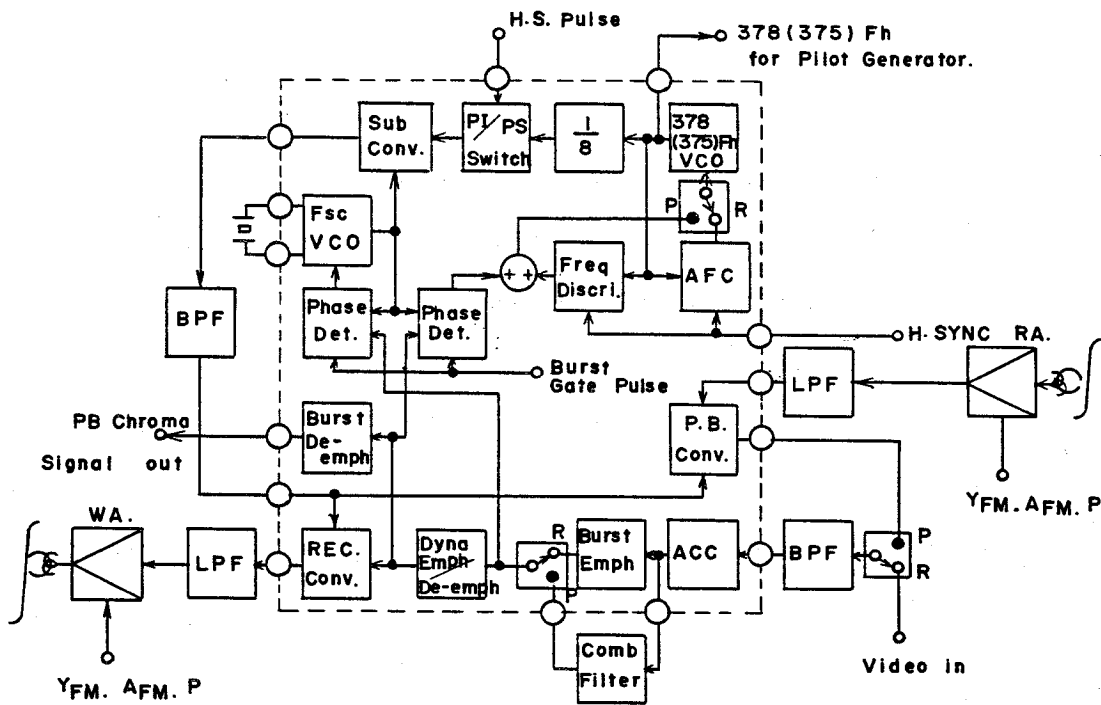 H.S. Pulse
378(375) Fh
for Pilot Generator.
Sub
Conv.
PI/PS
Switch
1/8
378
(375)Fh
VCO
P
R
Fsc
VCO
+ +
Freq
Discri.
AFC
BPF
Phase
Det.
Phase
Det.
H-SYNC
RA.
Burst
Gate Pulse
LPF
PB Chroma
Signal out
Burst
De-
emph
P.B.
Conv.
YFM. AFM. P
WA.
LPF
REC.
Conv.
Dyna
Emph
De-emph
R
P
Burst
Emph
ACC
BPF
P
R
Comb
Filter
Video in
YFM. AFM. P